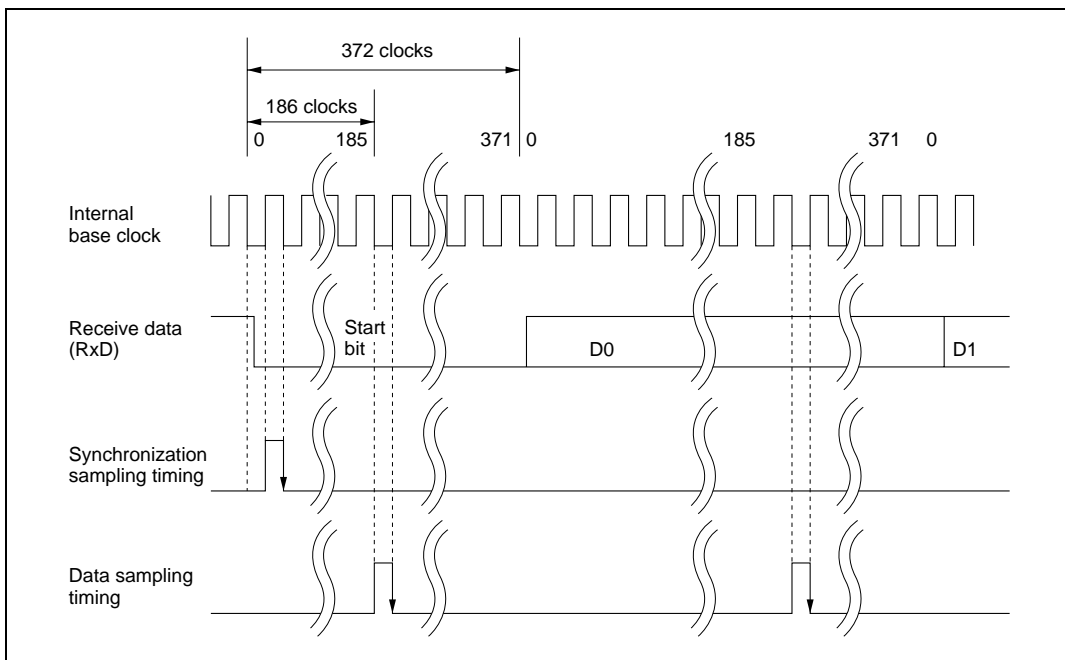 372 clocks
186 clocks
0 185 371 0 185 371 0
Internal
base clock
Receive data
(RxD)
Start
bit
D0
D1
Synchronization
sampling timing
Data sampling
timing